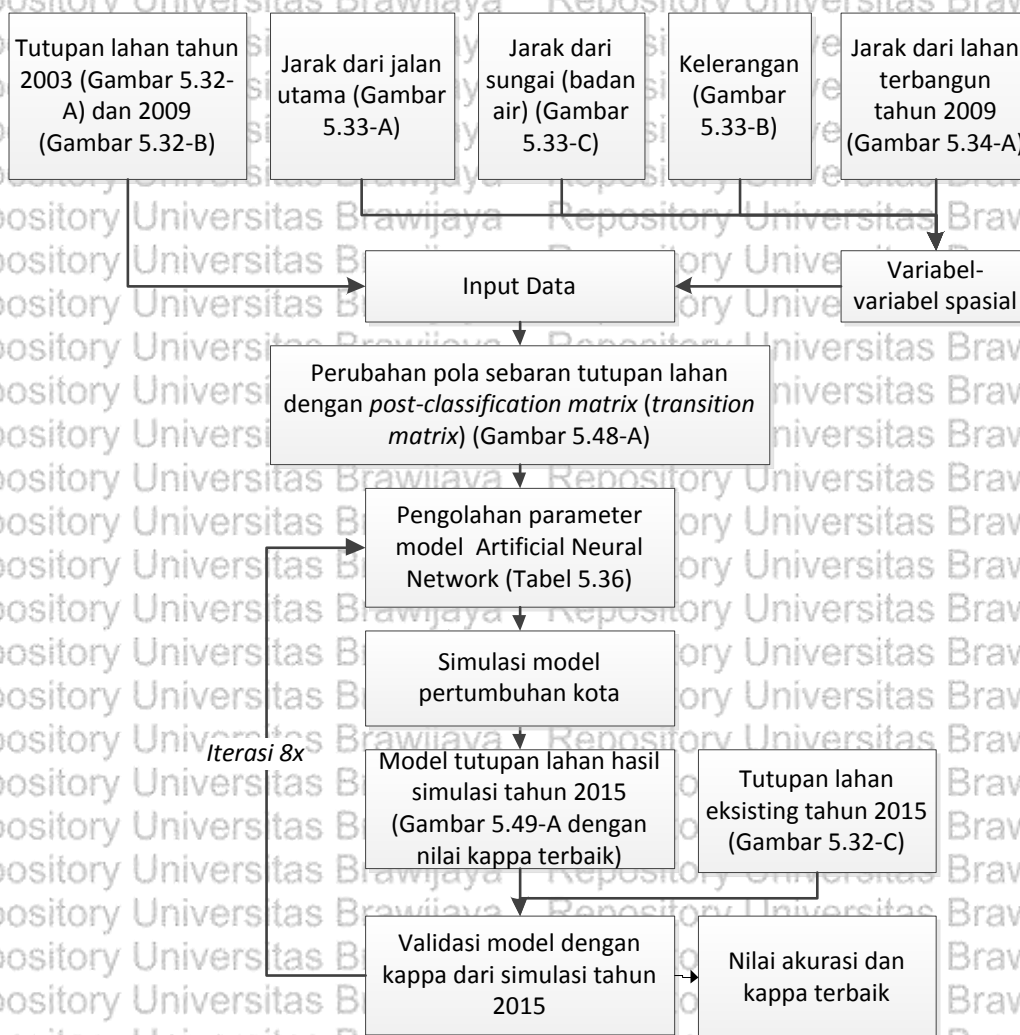 Tutupan lahan tahun
2003 (Gambar 5.32-
A) dan 2009
(Gambar 5.32-B)
Jarak dari jalan
utama (Gambar
5.33-A)
Jarak dari
sungai (badan
air) (Gambar
5.33-C)
Kelerangan
(Gambar
5.33-B)
Jarak dari lahan
terbangun
tahun 2009
(Gambar 5.34-A)
Variabel-
variabel spasial
Input Data
Perubahan pola sebaran tutupan lahan
dengan post-classification matrix (transition
matrix) (Gambar 5.48-A)
Pengolahan parameter
model Artificial Neural
Network (Tabel 5.36)
Simulasi model
pertumbuhan kota
Iterasi 8x
Model tutupan lahan hasil
simulasi tahun 2015
(Gambar 5.49-A dengan
nilai kappa terbaik)
Tutupan lahan
eksisting tahun 2015
(Gambar 5.32-C)
Validasi model dengan
kappa dari simulasi tahun
2015
Nilai akurasi dan
kappa terbaik